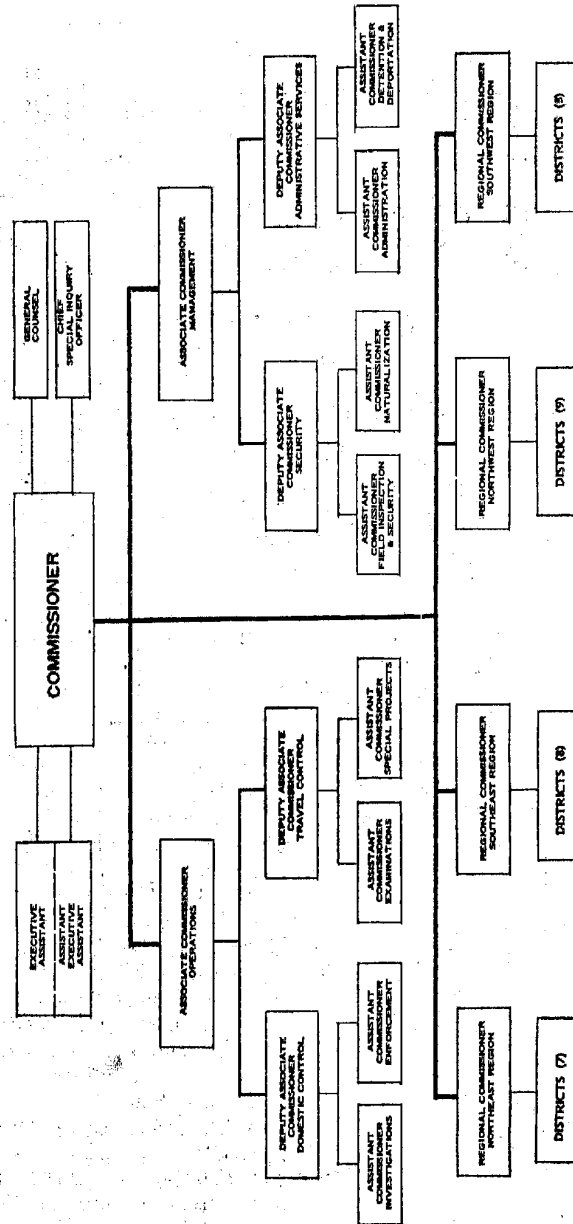 EXECUTIVE
ASSISTANT
ASSISTANT
EXECUTIVE
ASSISTANT
COMMISSIONER
GENERAL
COUNSEL
CHIEF
SPECIAL INQUIRY
OFFICER
ASSOCIATE COMMISSIONER
OPERATIONS
ASSOCIATE COMMISSIONER
MANAGEMENT
DEPUTY ASSOCIATE
COMMISSIONER
DOMESTIC CONTROL
DEPUTY ASSOCIATE
COMMISSIONER
TRAVEL CONTROL
DEPUTY ASSOCIATE
COMMISSIONER
SECURITY
DEPUTY ASSOCIATE
COMMISSIONER
ADMINISTRATIVE SERVICES
ASSISTANT
COMMISSIONER
INVESTIGATIONS
ASSISTANT
COMMISSIONER
ENFORCEMENT
ASSISTANT
COMMISSIONER
EXAMINATIONS
ASSISTANT
COMMISSIONER
SPECIAL PROJECTS
ASSISTANT
COMMISSIONER
FIELD INSPECTION
& SECURITY
ASSISTANT
COMMISSIONER
NATURALIZATION
ASSISTANT
COMMISSIONER
ADMINISTRATION
ASSISTANT
COMMISSIONER
DETENTION &
DEPORTATION
REGIONAL COMMISSIONER
NORTHEAST REGION
REGIONAL COMMISSIONER
SOUTHEAST REGION
REGIONAL COMMISSIONER
NORTHWEST REGION
REGIONAL COMMISSIONER
SOUTHWEST REGION
DISTRICTS (7)
DISTRICTS (8)
DISTRICTS (9)
DISTRICTS (5)